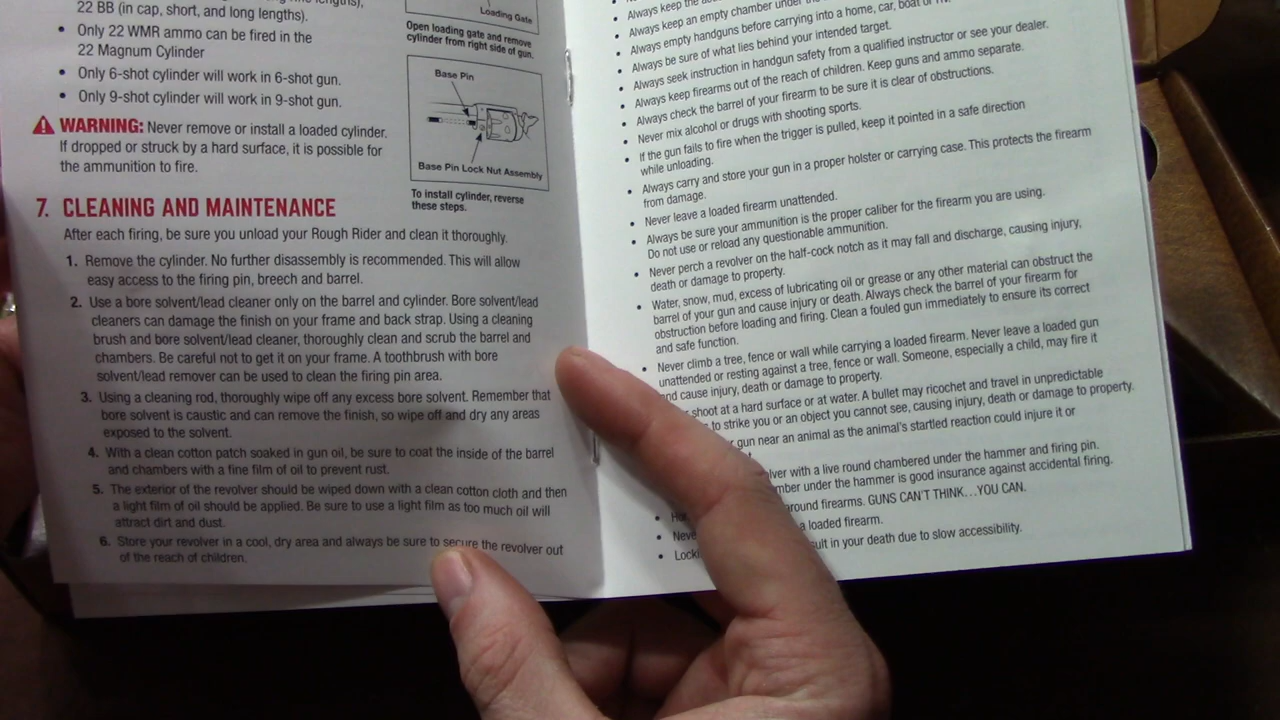 22 BB (in cap, short, and long lengths).
• Only 22 WMR ammo can be fired in the
22 Magnum Cylinder
• Only 6-shot cylinder will work in 6-shot gun.
• Only 9-shot cylinder will work in 9-shot gun.
WARNING: Never remove or install a loaded cylinder.
If dropped or struck by a hard surface, it is possible for
the ammunition to fire.
Loading Gate
Open loading gate and remove
cylinder from right side of gun.
Base Pin
Base Pin Lock Nut Assembly
To install cylinder, reverse
these steps.
7. CLEANING AND MAINTENANCE
After each firing, be sure you unload your Rough Rider and clean it thoroughly.
1. Remove the cylinder. No further disassembly is recommended. This will allow
easy access to the firing pin, breech and barrel.
2. Use a bore solvent/lead cleaner only on the barrel and cylinder. Bore solvent/lead
cleaners can damage the finish on your frame and back strap. Using a cleaning
brush and bore solvent/lead cleaner, thoroughly clean and scrub the barrel and
chambers. Be careful not to get it on your frame. A toothbrush with bore
solvent/lead remover can be used to clean the firing pin area.
3. Using a cleaning rod, thoroughly wipe off any excess bore solvent. Remember that
bore solvent is caustic and can remove the finish, so wipe off and dry any areas
exposed to the solvent.
4. With a clean cotton patch soaked in gun oil, be sure to coat the inside of the barrel
and chambers with a fine film of oil to prevent rust.
5. The exterior of the revolver should be wiped down with a clean cotton cloth and then
a light film of oil should be applied. Be sure to use a light film as too much oil will
attract dirt and dust.
6. Store your revolver in a cool, dry area and always be sure to secure the revolver out
of the reach of children.
• Always keep the
• Always keep an empty chamber under
• Always empty handguns before carrying into a home, car, boat or
• Always be sure of what lies behind your intended target.
• Always seek instruction in handgun safety from a qualified instructor or see your dealer.
• Always keep firearms out of the reach of children. Keep guns and ammo separate.
• Always check the barrel of your firearm to be sure it is clear of obstructions.
• Never mix alcohol or drugs with shooting sports.
• If the gun fails to fire when the trigger is pulled, keep it pointed in a safe direction
while unloading.
• Always carry and store your gun in a proper holster or carrying case. This protects the firearm
from damage.
• Never leave a loaded firearm unattended.
• Always be sure your ammunition is the proper caliber for the firearm you are using.
Do not use or reload any questionable ammunition.
• Never perch a revolver on the half-cock notch as it may fall and discharge, causing injury,
death or damage to property.
• Water, snow, mud, excess of lubricating oil or grease or any other material can obstruct the
barrel of your gun and cause injury or death. Always check the barrel of your firearm for
obstruction before loading and firing. Clean a fouled gun immediately to ensure its correct
and safe function.
• Never climb a tree, fence or wall while carrying a loaded firearm. Never leave a loaded gun
unattended or resting against a tree, fence or wall. Someone, especially a child, may fire it
and cause injury, death or damage to property.
shoot at a hard surface or at water. A bullet may ricochet and travel in unpredictable
to strike you or an object you cannot see, causing injury, death or damage to property.
gun near an animal as the animal's startled reaction could injure it or
with a live round chambered under the hammer and firing pin.
under the hammer is good insurance against accidental firing.
around firearms. GUNS CAN'T THINK...YOU CAN.
• a loaded firearm.
• in your death due to slow accessibility.